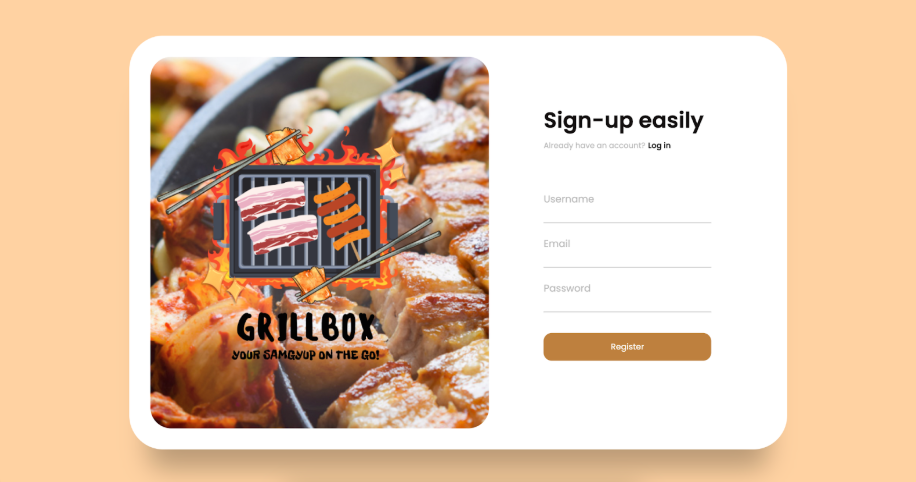 GRILLBOX
YOUR SAMGYUP ON THE GO!
Sign-up easily
Already have an account? Log in
Username
Email
Password
Register